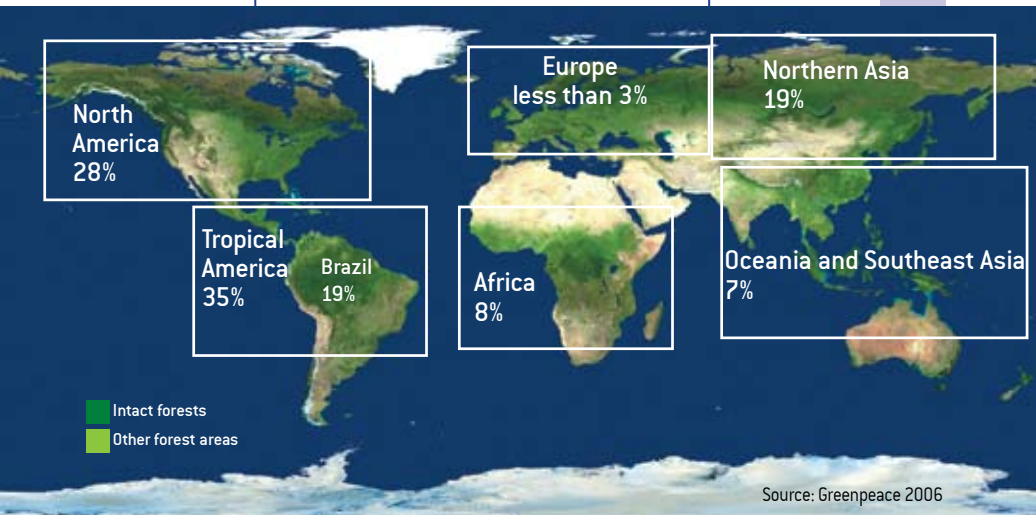 North
America
28%
Europe
less than 3%
Northern Asia
19%
Tropical
America
35%
Brazil
19%
Africa
8%
Oceania and Southeast Asia
7%
Intact forests
Other forest areas
Source: Greenpeace 2006